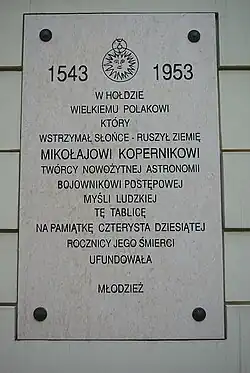 1543 1953
W HOŁDZIE
WIELKIEMU POLAKOWI
KTÓRY
WSTRZYMAŁ SŁOŃCE - RUSZYŁ ZIEMIĘ
MIKOŁAJOWI KOPERNIKOWI
TWÓRCY NOWOŻYTNEJ ASTRONOMII
BOJOWNIKOWI POSTĘPOWEJ
MYŚLI LUDZKIEJ
TĘ TABLICĘ
NA PAMIĄTKĘ CZTERYSTA DZIESIĄTEJ
ROCZNICY JEGO ŚMIERCI
UFUNDOWAŁA
MŁODZIEŻ